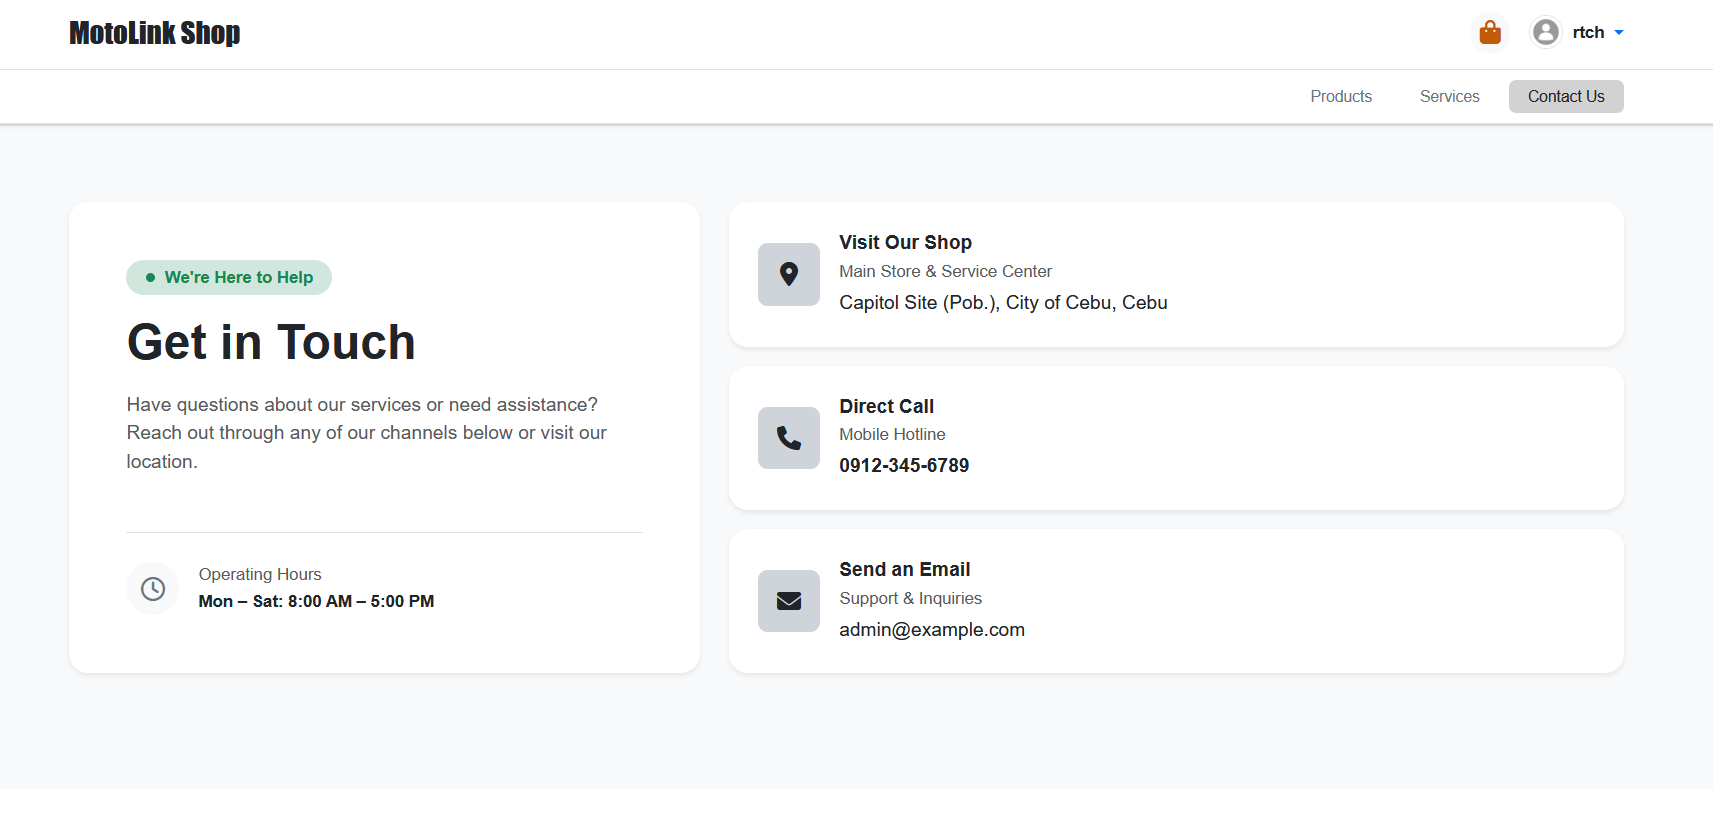 MotoLink Shop
rtch
Products
Services
Contact Us
We're Here to Help
Get in Touch
Have questions about our services or need assistance?
Reach out through any of our channels below or visit our
location.
Operating Hours
Mon – Sat: 8:00 AM – 5:00 PM
Visit Our Shop
Main Store & Service Center
Capitol Site (Pob.), City of Cebu, Cebu
Direct Call
Mobile Hotline
0912-345-6789
Send an Email
Support & Inquiries
admin@example.com